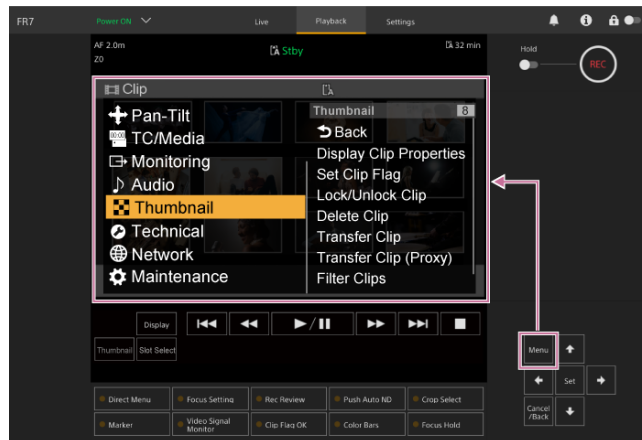 FR7
Power ON
Live
Playback
Settings
AF 2.0m
Z0
Stby
32 min
Hold
REC
Clip
Pan-Tilt
TC/Media
Monitoring
Audio
Thumbnail
Technical
Network
Maintenance
Thumbnail 8
Back
Display Clip Properties
Set Clip Flag
Lock/Unlock Clip
Delete Clip
Transfer Clip
Transfer Clip (Proxy)
Filter Clips
Display
Thumbnail
Slot Select
Menu
Set
Cancel
/Back
Direct Menu
Focus Setting
Rec Review
Push Auto ND
Crop Select
Marker
Video Signal
Monitor
Clip Flag OK
Color Bars
Focus Hold